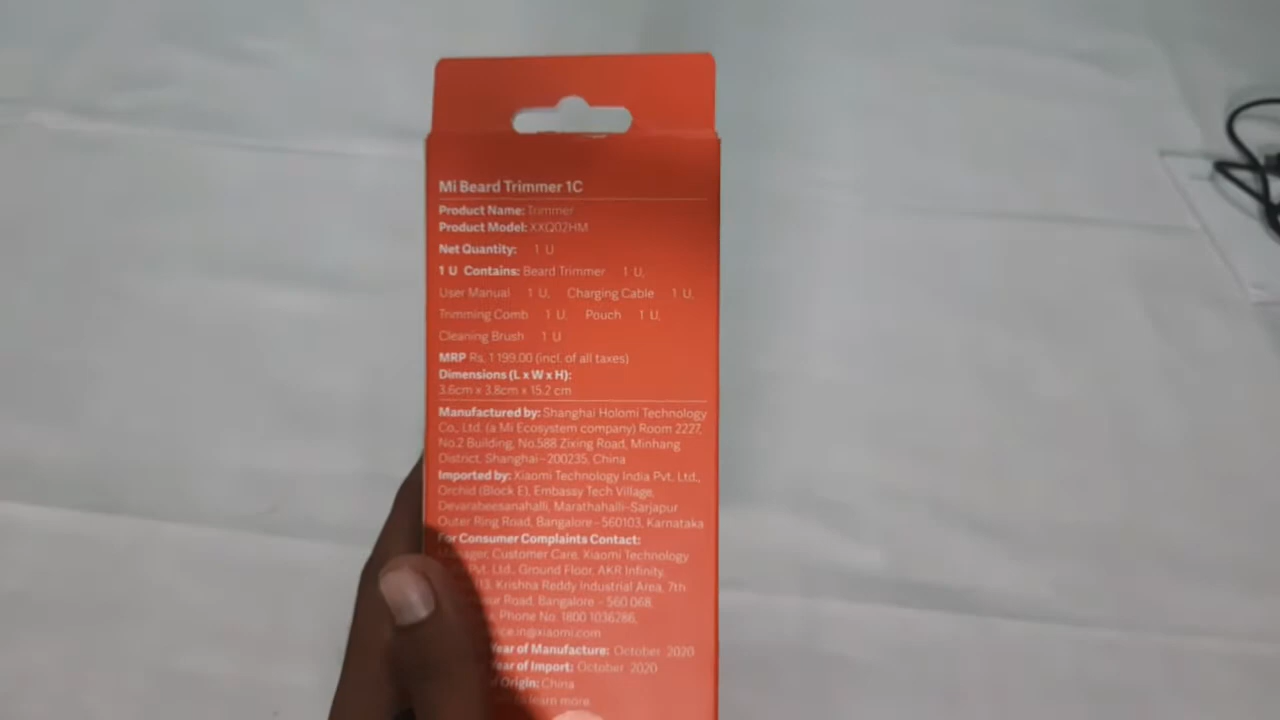 Mi Beard Trimmer 1C
Product Name: Trimmer
Product Model: XXQ02HM
Net Quantity: 1 U
1 U Contains: Beard Trimmer 1 U,
User Manual 1 U, Charging Cable 1 U,
Trimming Comb 1 U, Pouch 1 U,
Cleaning Brush 1 U
MRP Rs. 1199.00 (incl. of all taxes)
Dimensions (L x W x H):
3.6cm x 3.8cm x 15.2 cm
Manufactured by: Shanghai Holomi Technology
Co., Ltd. (a Mi Ecosystem company) Room 2227,
No.2 Building, No.588 Zixing Road, Minhang
District, Shanghai-200235, China
Imported by: Xiaomi Technology India Pvt. Ltd.,
Orchid (Block E), Embassy Tech Village,
Devarabeesanahalli, Marathahalli-Sarjapur
Outer Ring Road, Bangalore-560103, Karnataka
For Consumer Complaints Contact:
Customer Care, Xiaomi Technology
Pvt. Ltd., Ground Floor, AKR Infinity,
Krishna Reddy Industrial Area, 7th
Road, Bangalore - 560 068,
Phone No: 1800 1036286,
Year of Manufacture: October 2020
Year of Import: October 2020
Origin: China
learn more